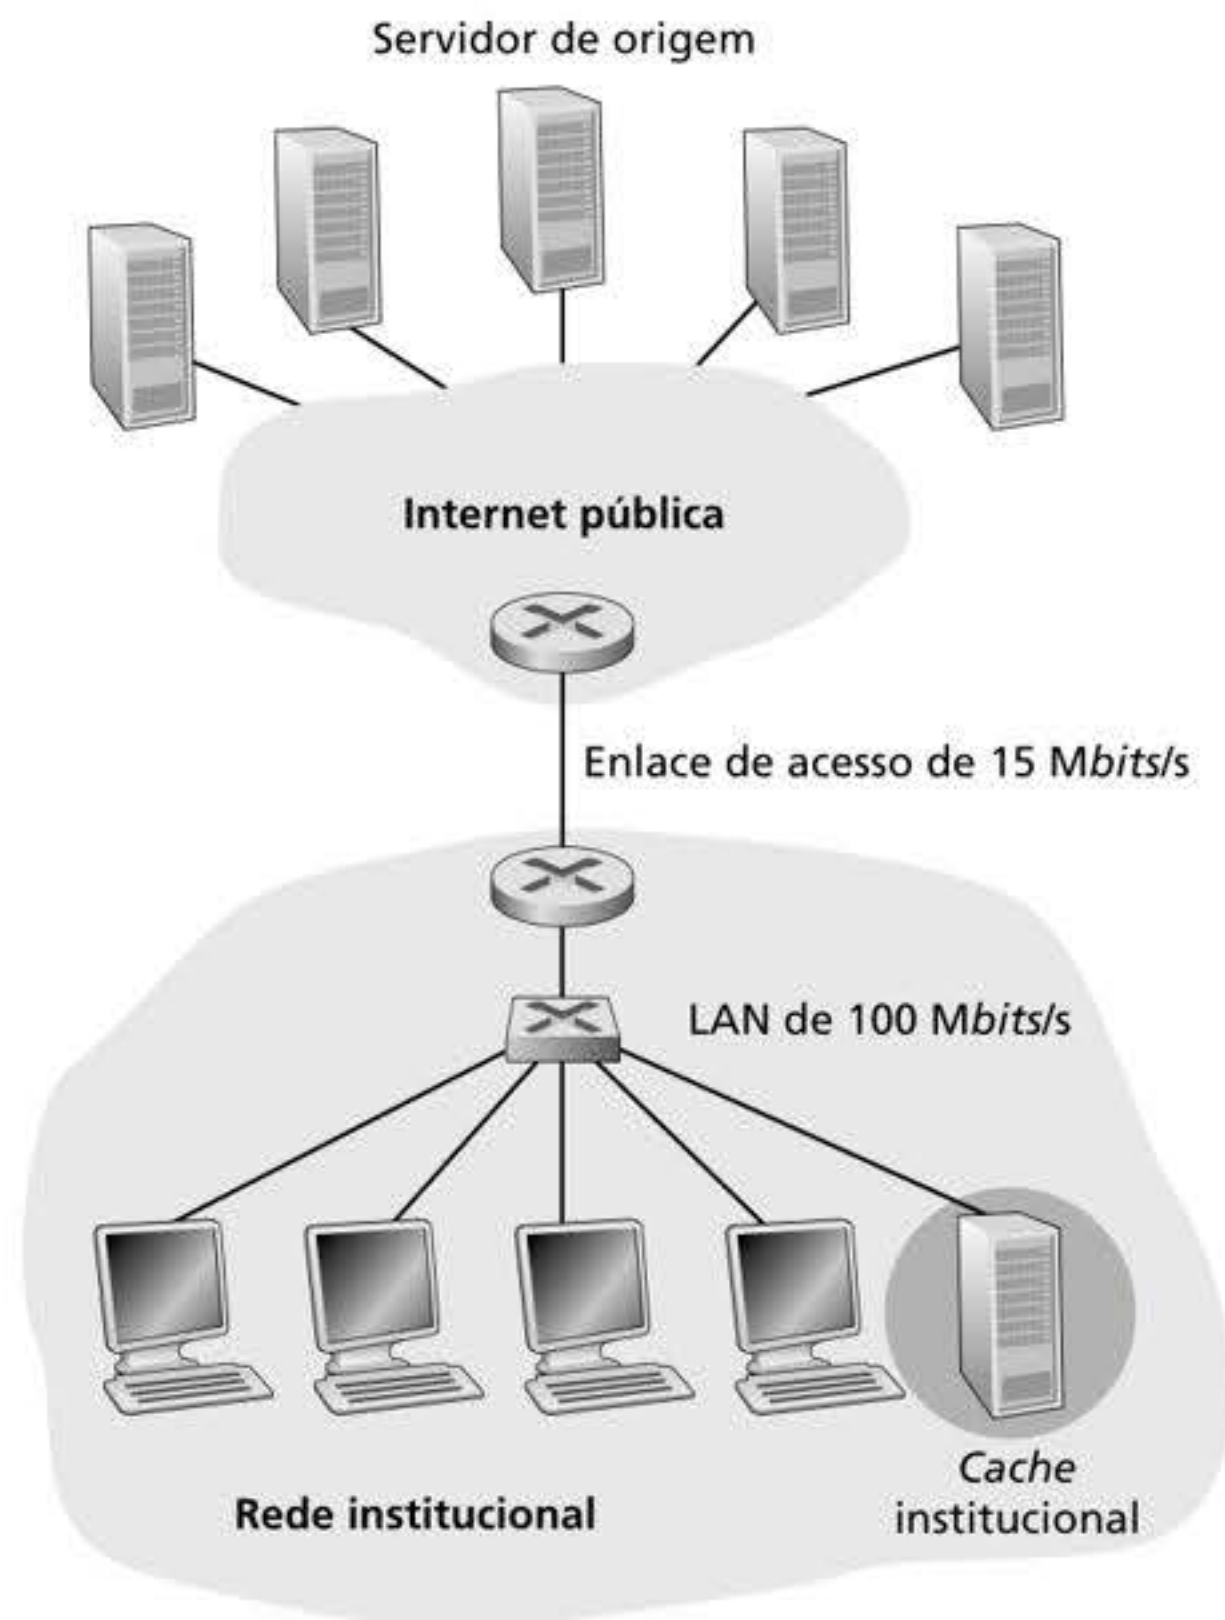 Servidor de origem
Internet pública
Enlace de acesso de 15 Mbits/s
LAN de 100 Mbits/s
Cache
institucional
Rede institucional